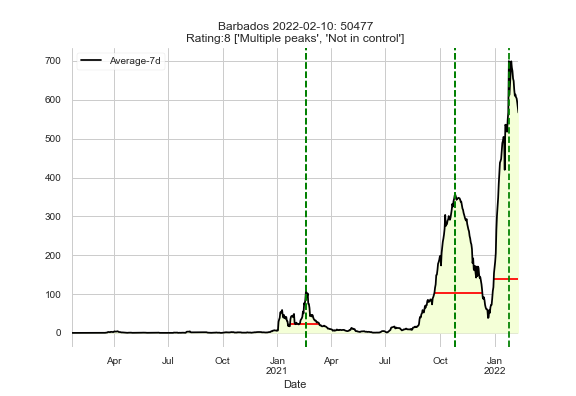 Barbados 2022-02-10: 50477
Rating:8 ['Multiple peaks', 'Not in control']
Average-7d
700
600
500
400
300
200
100
0
Apr Jul Oct Jan Apr Jul Oct Jan
2021 2022
Date